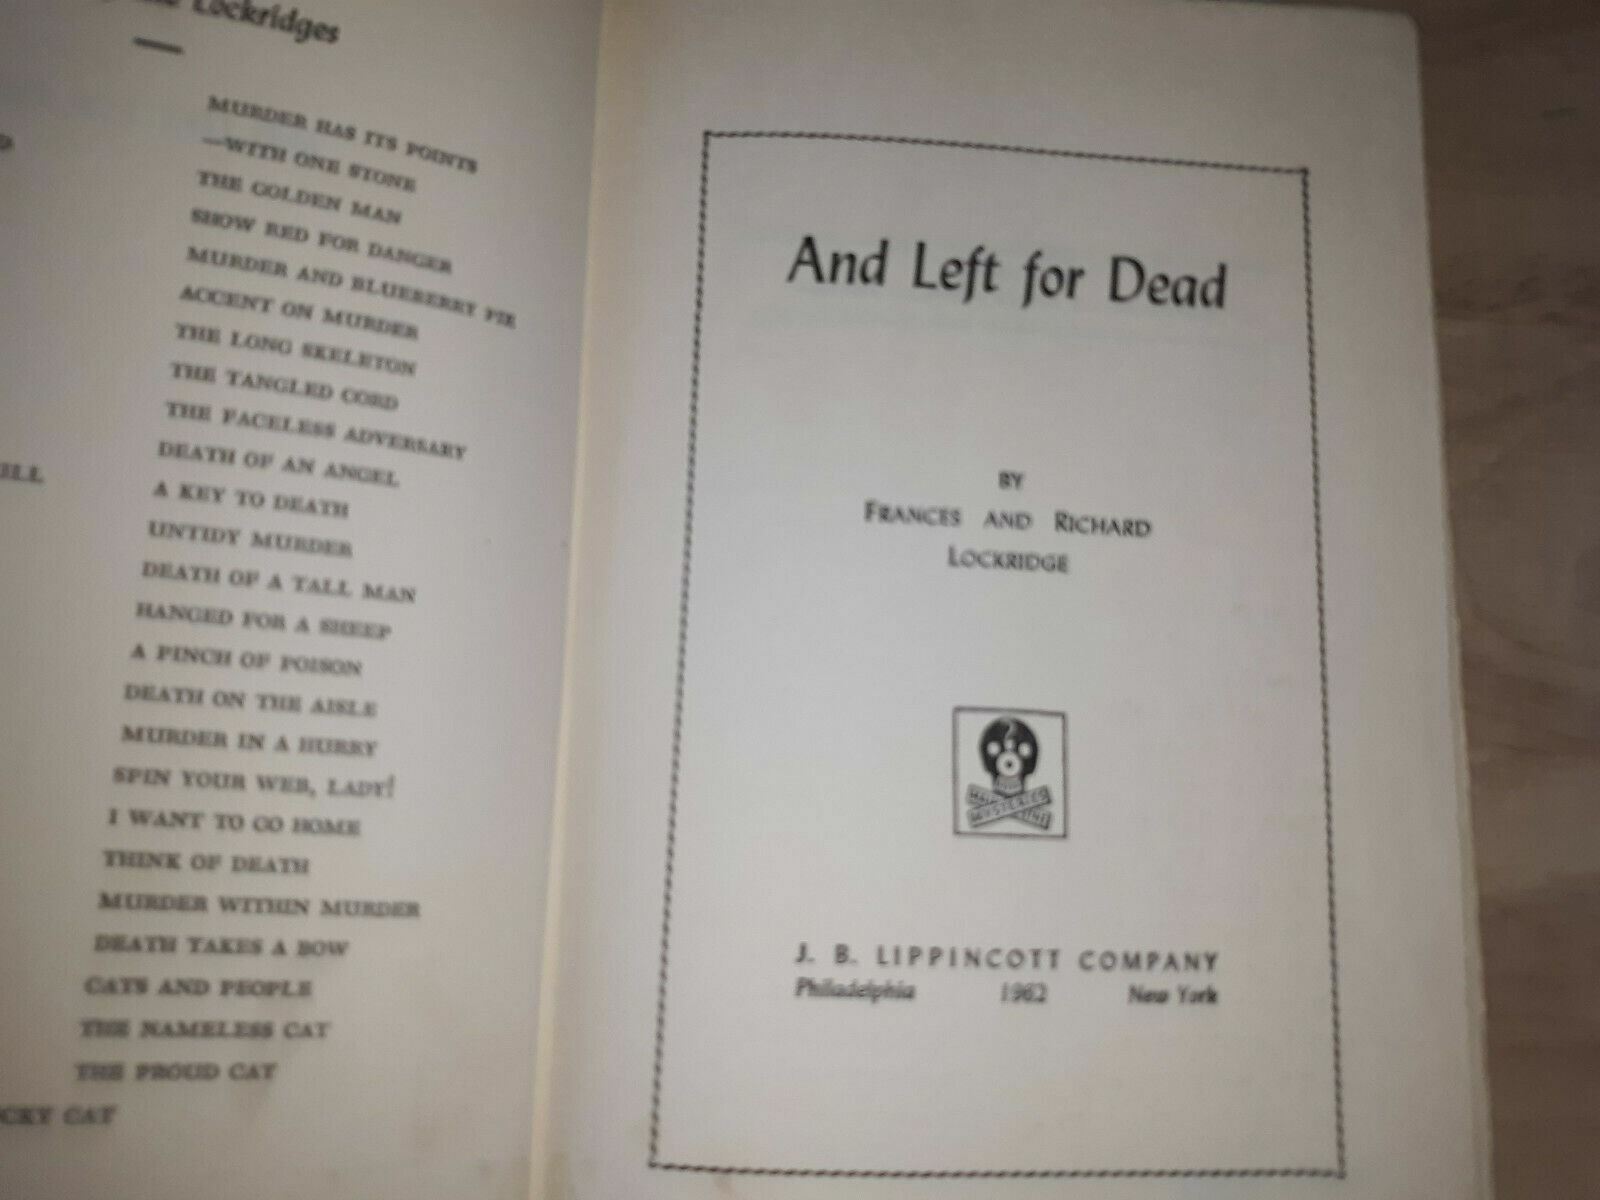 Lockridges
MURDER HAS ITS POINTS
—WITH ONE STONE
THE GOLDEN MAN
SHOW RED FOR DANGER
MURDER AND BLUEBERRY PIE
ACCENT ON MURDER
THE LONG SKELETON
THE TANGLED CORD
THE FACELESS ADVERSARY
DEATH OF AN ANGEL
A KEY TO DEATH
UNTIDY MURDER
DEATH OF A TALL MAN
HANGED FOR A SHEEP
A PINCH OF POISON
DEATH ON THE AISLE
MURDER IN A HURRY
SPIN YOUR WEB, LADY!
I WANT TO GO HOME
THINK OF DEATH
MURDER WITHIN MURDER
DEATH TAKES A BOW
CATS AND PEOPLE
THE NAMELESS CAT
THE PROUD CAT
CAT
And Left for Dead
BY
FRANCES AND RICHARD
LOCKRIDGE
MYSTERIES
J. B. LIPPINCOTT COMPANY
Philadelphia 1962 New York